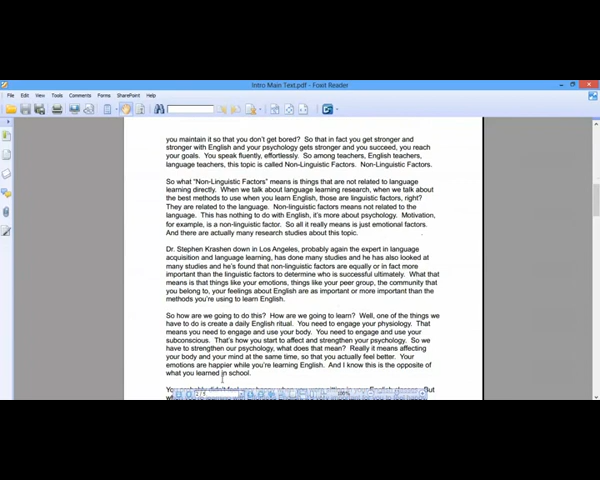 Intro Main Text.pdf - Foxit Reader
File Edit View Tools Comments Forms SharePoint Help
you maintain it so that you don't get bored? So that in fact you get stronger and
stronger with English and your psychology gets stronger and you succeed, you reach
your goals. You speak fluently, effortlessly. So among teachers, English teachers,
language teachers, this topic is called Non-Linguistic Factors. Non-Linguistic Factors.
So what "Non-Linguistic Factors" means is things that are not related to language
learning directly. When we talk about language learning research, when we talk about
the best methods to use when you learn English, those are linguistic factors, right?
They are related to the language. Non-linguistic factors means not related to the
language. This has nothing to do with English, it's more about psychology. Motivation,
for example, is a non-linguistic factor. So all it really means is just emotional factors.
And there are actually many research studies about this topic.
Dr. Stephen Krashen down in Los Angeles, probably again the expert in language
acquisition and language learning, has done many studies and he has also looked at
many studies and he's found that non-linguistic factors are equally or in fact more
important than the linguistic factors to determine who is successful ultimately. What that
means is that things like your emotions, things like your peer group, the community that
you belong to, your feelings about English are as important or more important than the
methods you're using to learn English.
So how are we going to do this? How are we going to learn? Well, one of the things we
have to do is create a daily English ritual. You need to engage your physiology. That
means you need to engage and use your body. You need to engage and use your
subconscious. That's how you start to affect and strengthen your psychology. So we
have to strengthen our psychology, what does that mean? Really it means affecting
your body and your mind at the same time, so that you actually feel better. Your
emotions are happier while you're learning English. And I know this is the opposite of
what you learned in school.
You probably didn't feel
English classes. But
100%